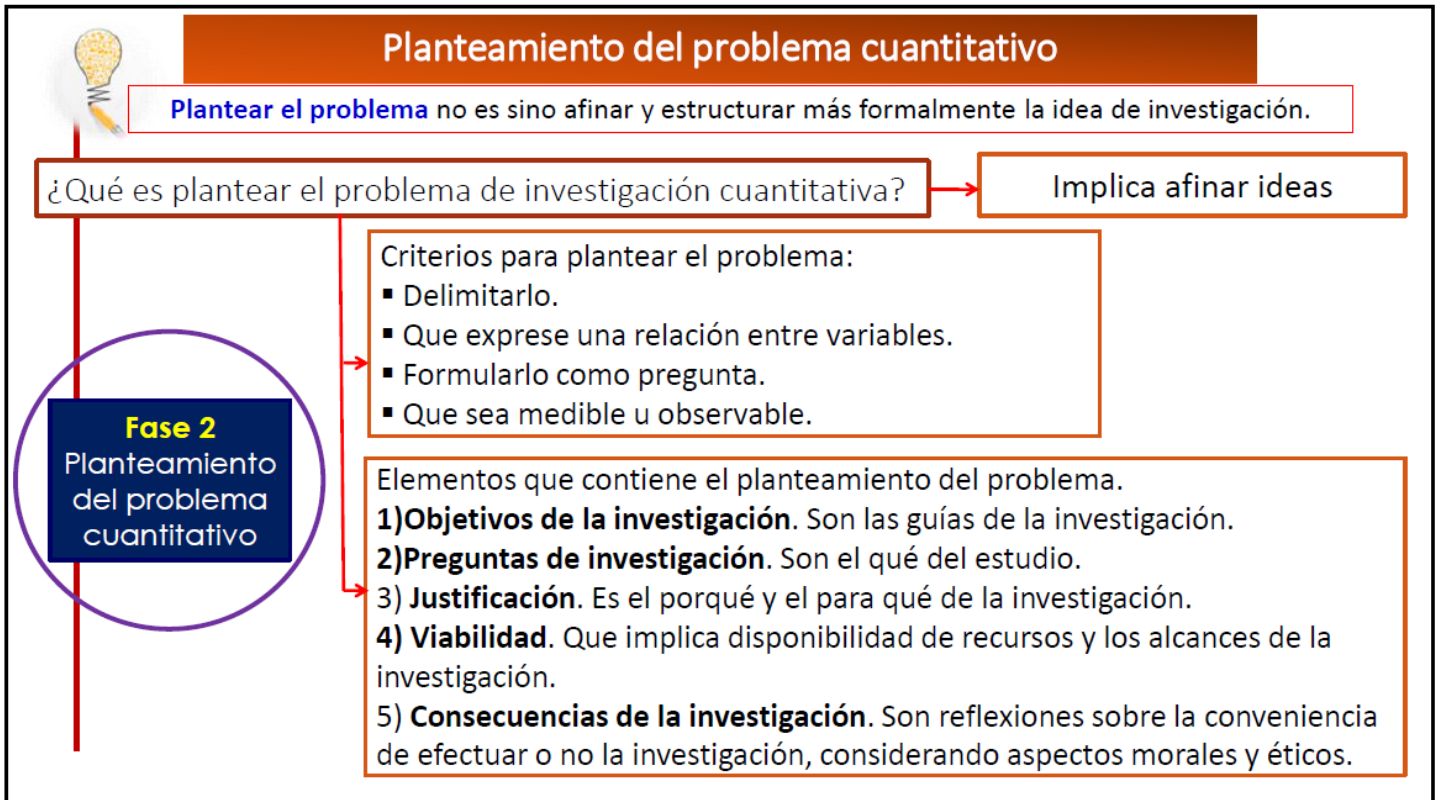 Planteamiento del problema cuantitativo
Plantear el problema no es sino afinar y estructurar más formalmente la idea de investigación.
¿Qué es plantear el problema de investigación cuantitativa?
Implica afinar ideas
Criterios para plantear el problema:
▪ Delimitarlo.
▪ Que exprese una relación entre variables.
▪ Formularlo como pregunta.
▪ Que sea medible u observable.
Fase 2
Planteamiento
del problema
cuantitativo
Elementos que contiene el planteamiento del problema.
1)Objetivos de la investigación. Son las guías de la investigación.
2)Preguntas de investigación. Son el qué del estudio.
3) Justificación. Es el porqué y el para qué de la investigación.
4) Viabilidad. Que implica disponibilidad de recursos y los alcances de la
investigación.
5) Consecuencias de la investigación. Son reflexiones sobre la conveniencia
de efectuar o no la investigación, considerando aspectos morales y éticos.